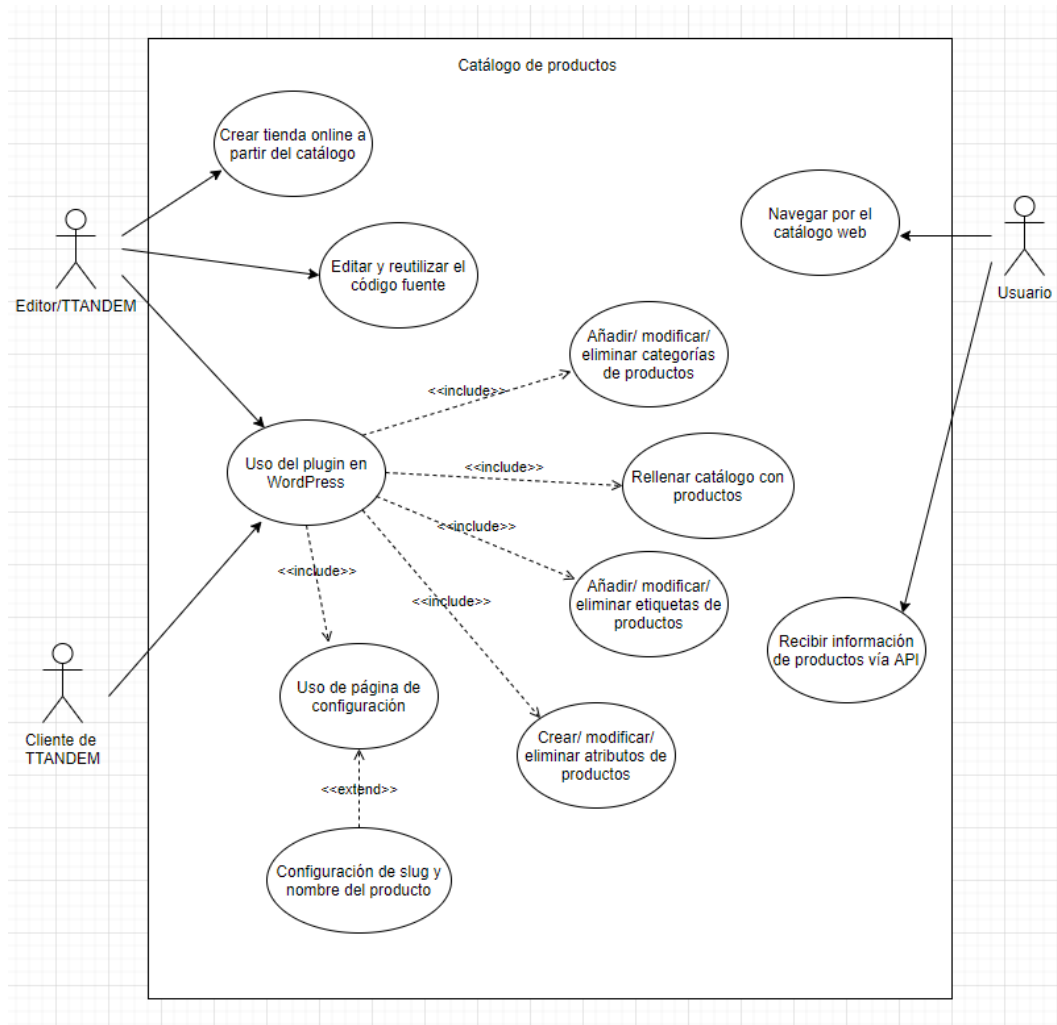 Catálogo de productos
Crear tienda online a
partir del catálogo
Navegar por el
catálogo web
Editar y reutilizar el
código fuente
Editor/TTANDEM
Usuario
Añadir/ modificar/
eliminar categorías
de productos
<<include>>
Uso del plugin en
WordPress
<<include>>
Rellenar catálogo con
productos
<<include>>
<<include>>
<<include>>
Añadir/ modificar/
eliminar etiquetas de
productos
Recibir información
de productos vía API
Uso de página de
configuración
Cliente de
TTANDEM
Crear/ modificar/
eliminar atributos de
productos
<<extend>>
Configuración de slug y
nombre del producto